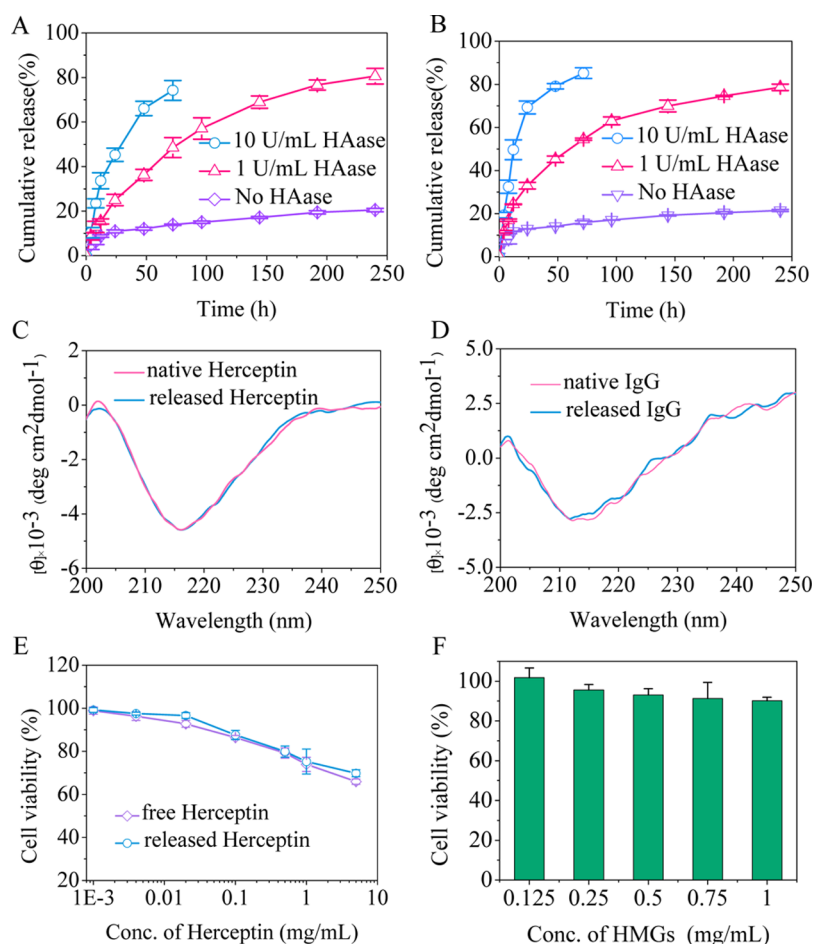 A
Cumulative release(%)
100
80
60
40
20
0
10 U/mL HAase
1 U/mL HAase
No HAase
0 50 100 150 200 250
Time (h)
B
Cumulative release(%)
100
80
60
40
20
0
10 U/mL HAase
1 U/mL HAase
No HAase
0 50 100 150 200 250
Time (h)
C
[θ]×10-3 (deg cm2dmol-1)
2
0
-2
-4
-6
native Herceptin
released Herceptin
200 210 220 230 240 250
Wavelength (nm)
D
[θ]×10-3 (deg cm2dmol-1)
5.0
2.5
0.0
-2.5
-5.0
native IgG
released IgG
200 210 220 230 240 250
Wavelength (nm)
E
Cell viability (%)
120
100
80
60
40
20
free Herceptin
released Herceptin
1E-3 0.01 0.1 1 10
Conc. of Herceptin (mg/mL)
F
Cell viability (%)
100
80
60
40
20
0
0.125 0.25 0.5 0.75 1
Conc. of HMGs (mg/mL)